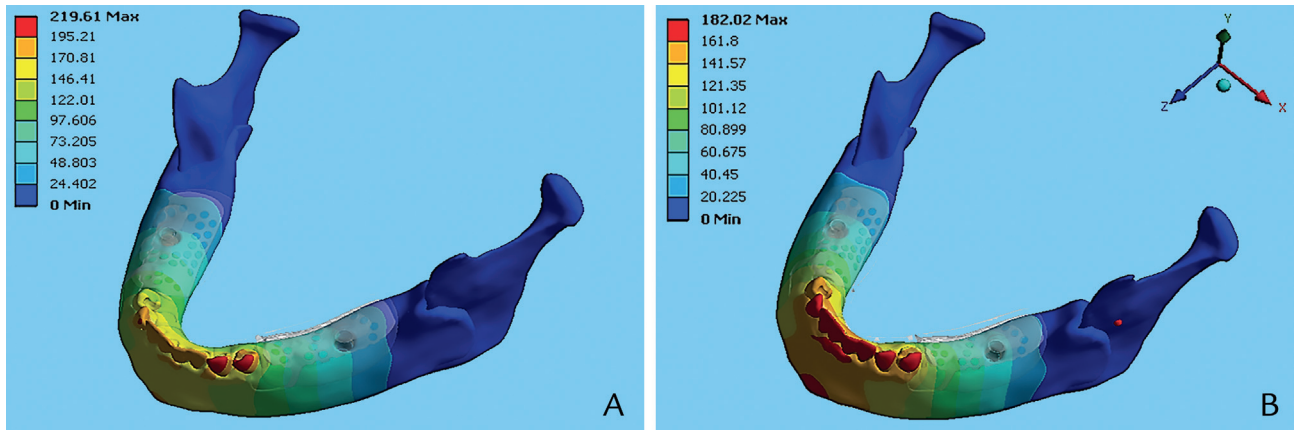 219.61 Max
195.21
170.81
146.41
122.01
97.606
73.205
48.803
24.402
0 Min
A
182.02 Max
161.8
141.57
121.35
101.12
80.899
60.675
40.45
20.225
0 Min
Y
Z
X
B